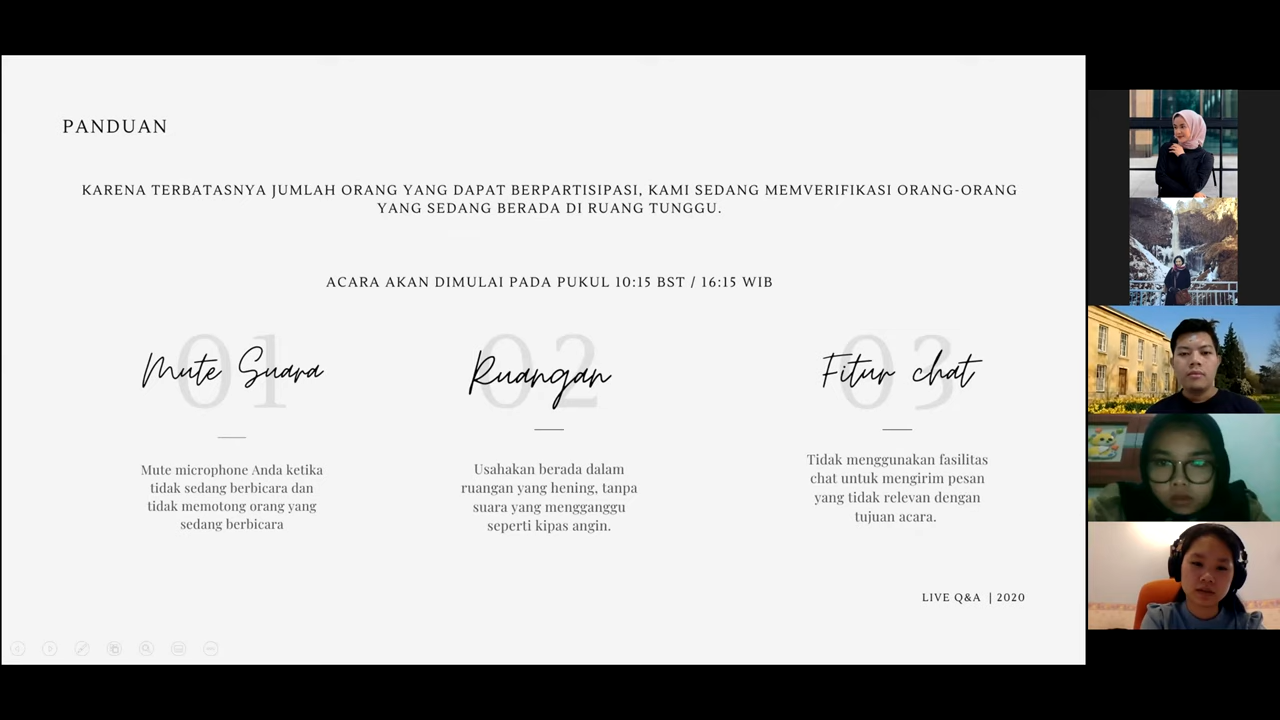 PANDUAN
KARENA TERBATASNYA JUMLAH ORANG YANG DAPAT BERPARTISIPASI, KAMI SEDANG MEMVERIFIKASI ORANG-ORANG
YANG SEDANG BERADA DI RUANG TUNGGU.
ACARA AKAN DIMULAI PADA PUKUL 10:15 BST / 16:15 WIB
01
Mute Suara
Mute microphone Anda ketika
tidak sedang berbicara dan
tidak memotong orang yang
sedang berbicara
02
Ruangan
Usahakan berada dalam
ruangan yang hening, tanpa
suara yang mengganggu
seperti kipas angin.
03
Fitur chat
Tidak menggunakan fasilitas
chat untuk mengirim pesan
yang tidak relevan dengan
tujuan acara.
LIVE Q&A | 2020